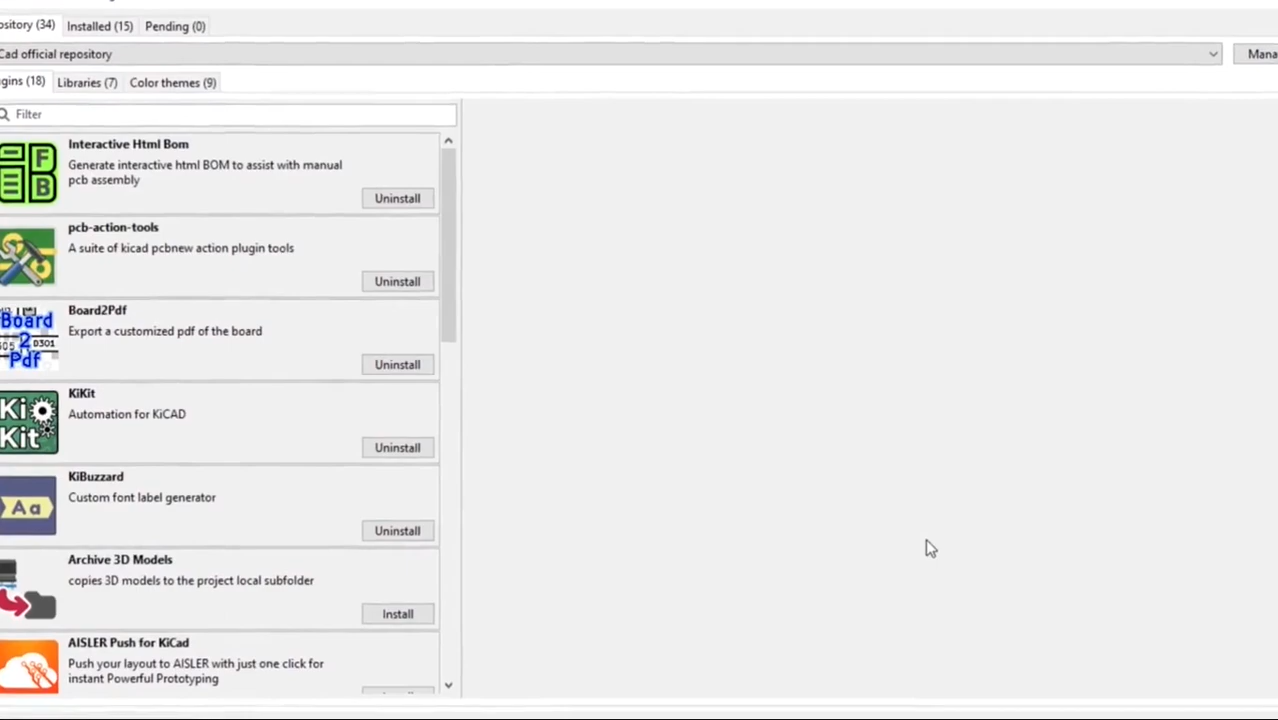 ository (34) Installed (15) Pending (0)
Cad official repository Mana
gins (18) Libraries (7) Color themes (9)
Filter
Interactive Html Bom
Generate interactive html BOM to assist with manual
pcb assembly
Uninstall
F
B
pcb-action-tools
A suite of kicad pcbnew action plugin tools
Uninstall
Board2Pdf
Export a customized pdf of the board
Uninstall
Board
2
Pdf
D301
KiKit
Automation for KiCAD
Uninstall
Ki
Kit
KiBuzzard
Custom font label generator
Uninstall
Aa
Archive 3D Models
copies 3D models to the project local subfolder
Install
AISLER Push for KiCad
Push your layout to AISLER with just one click for
instant Powerful Prototyping